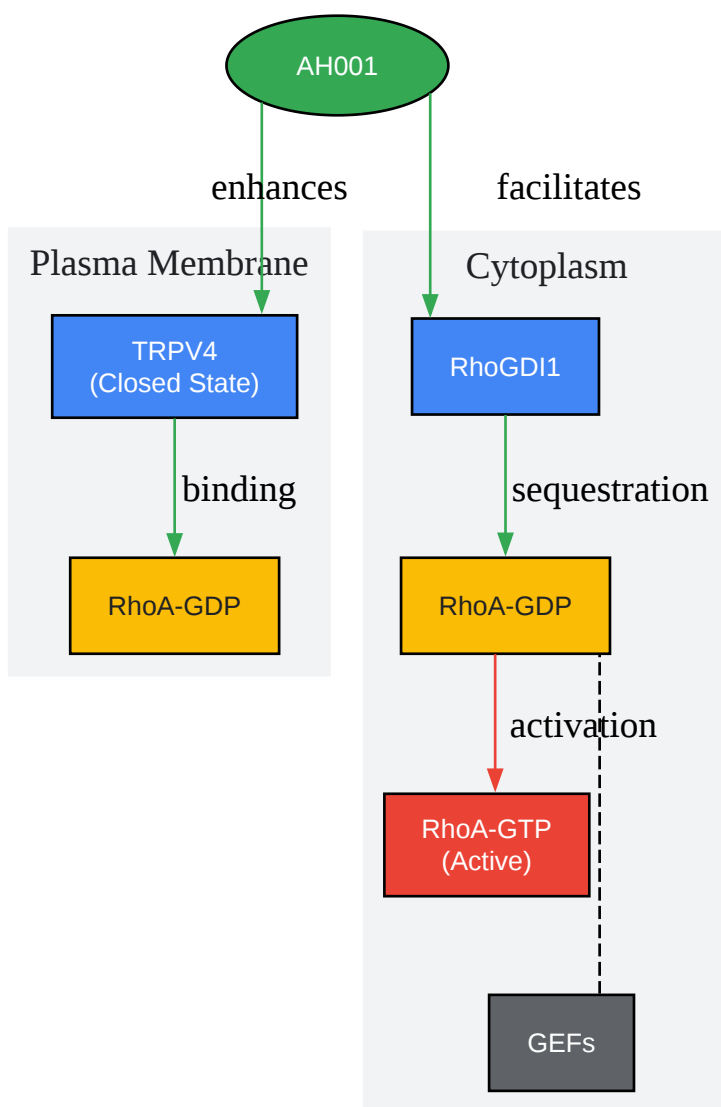 AH001
enhances
facilitates
Plasma Membrane
Cytoplasm
TRPV4
(Closed State)
RhoGDI1
binding
sequestration
RhoA-GDP
RhoA-GDP
activation
RhoA-GTP
(Active)
GEFs